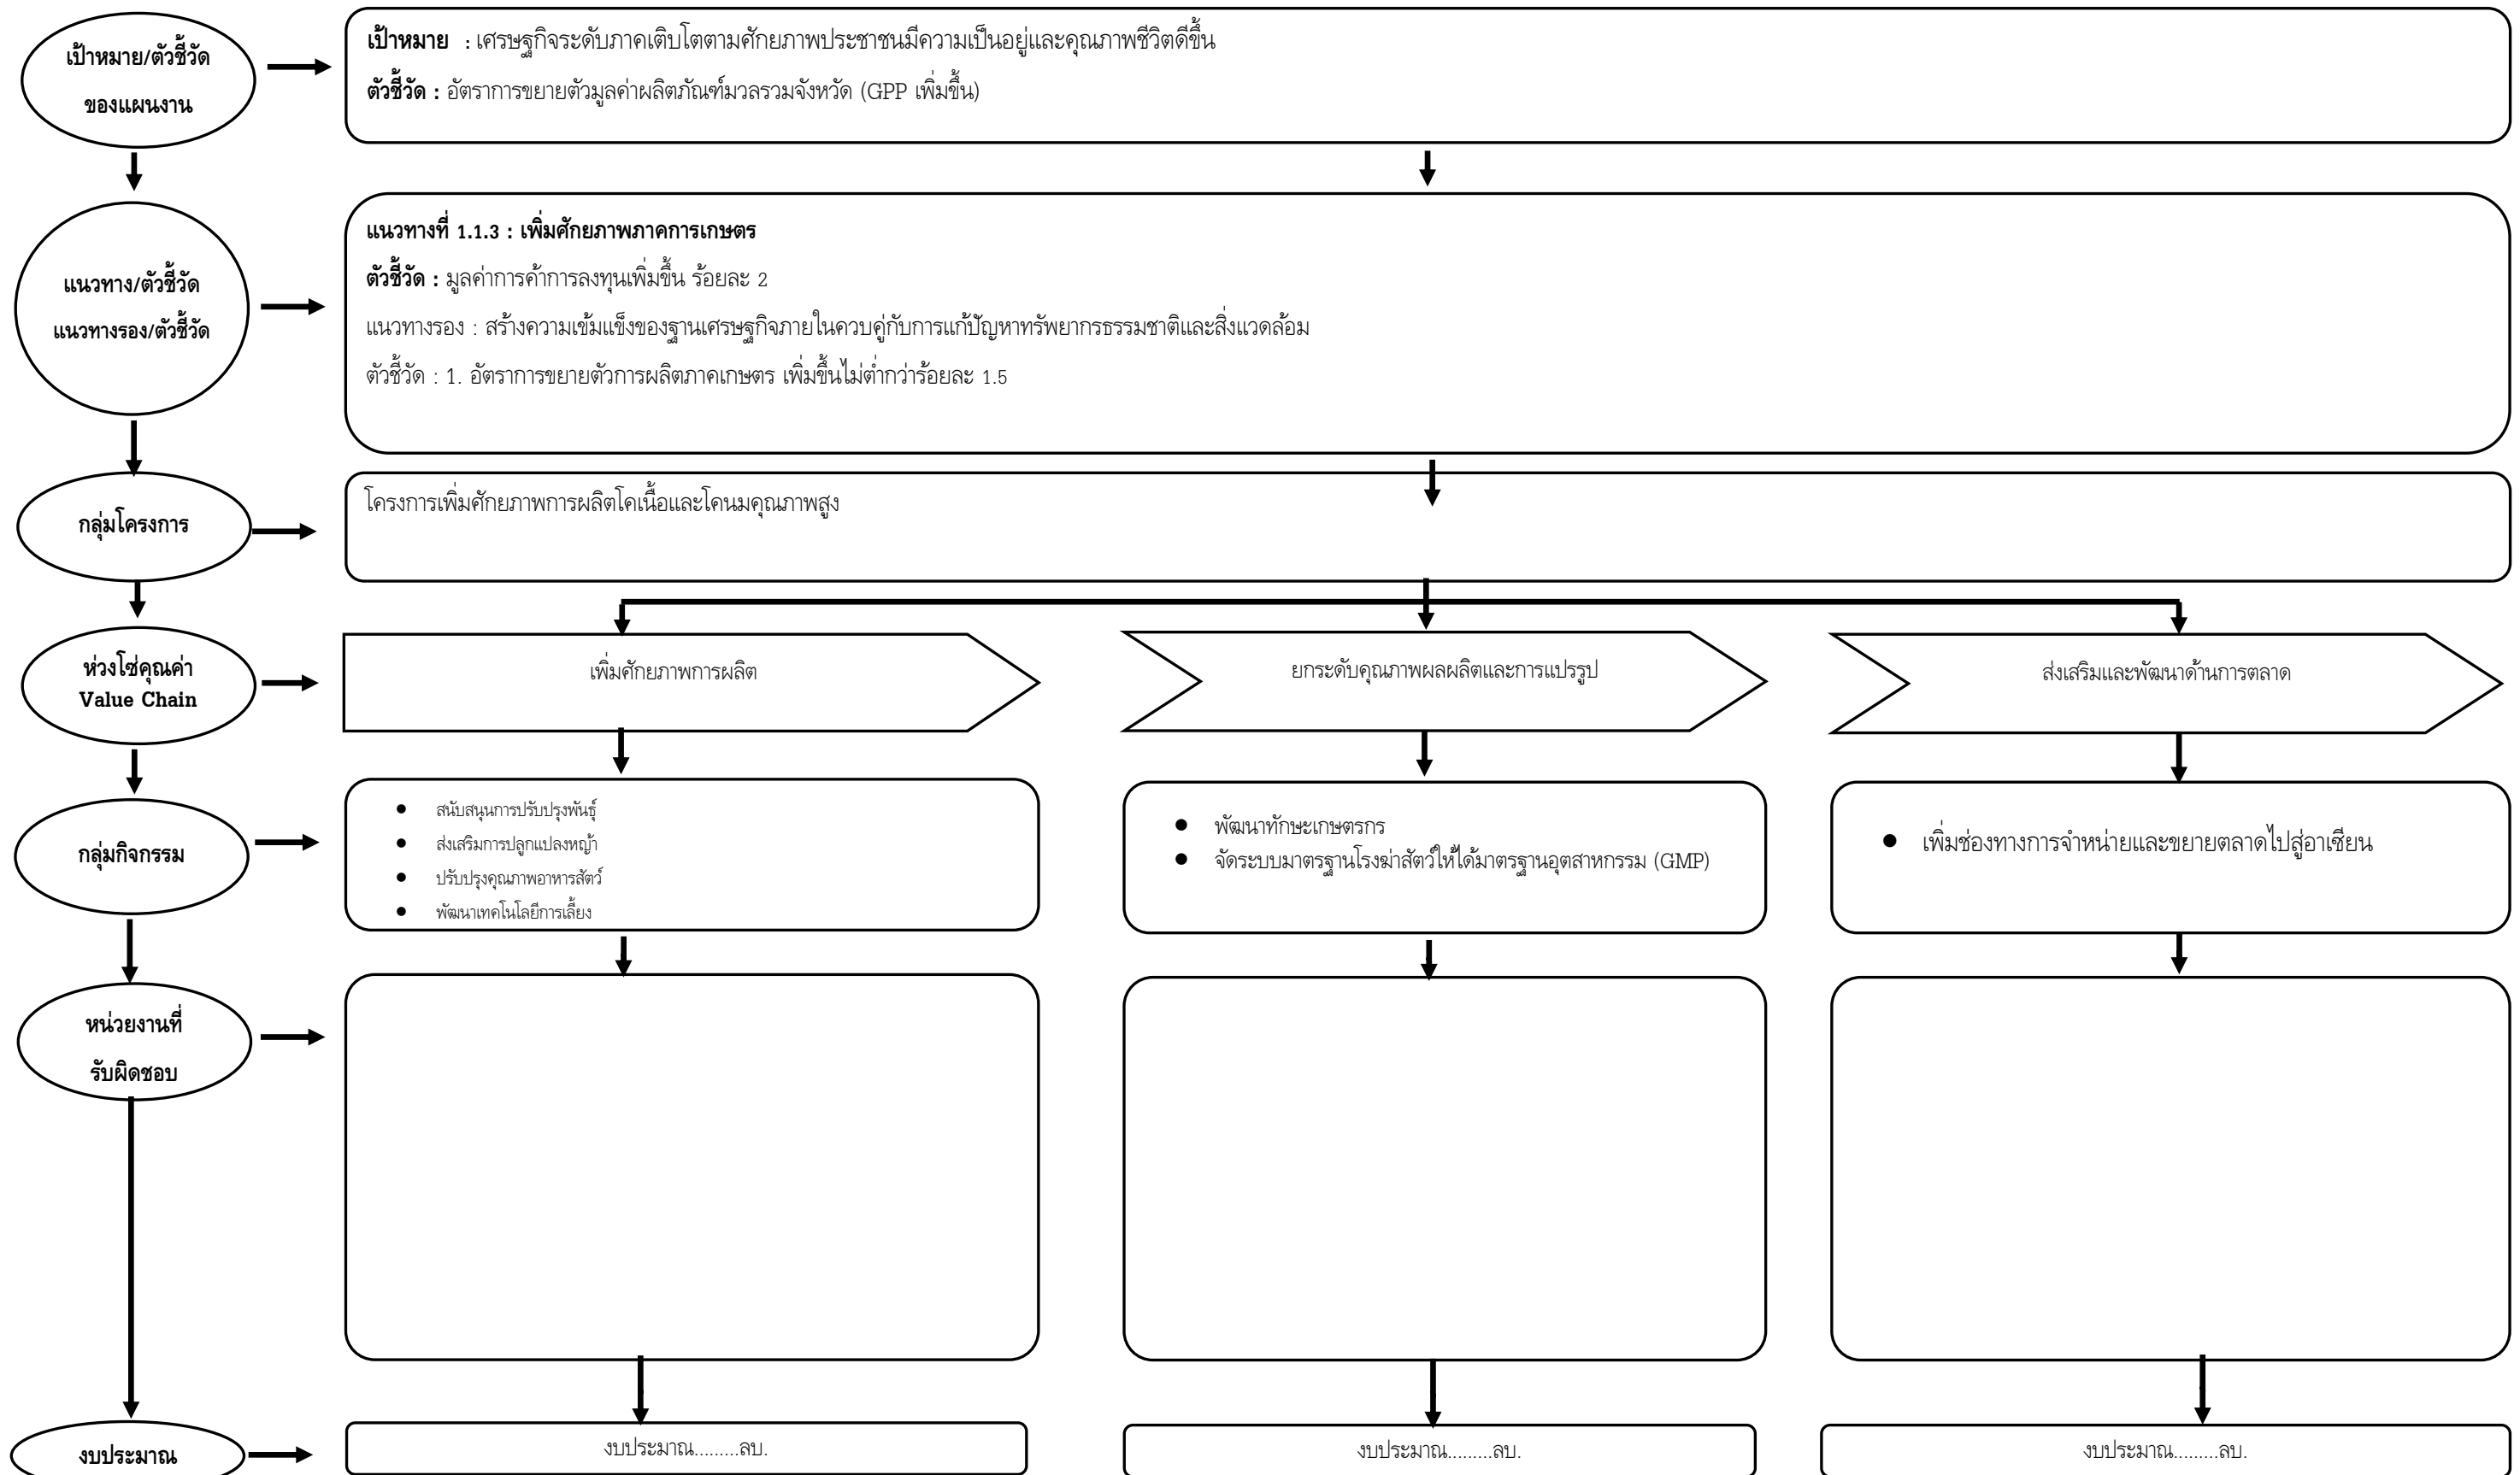 เป้าหมาย/ตัวชี้วัด
ของแผนงาน
เป้าหมาย : เศรษฐกิจระดับภาคเติบโตตามศักยภาพประชาชนมีความเป็นอยู่และคุณภาพชีวิตดีขึ้น
ตัวชี้วัด : อัตราการขยายตัวมูลค่าผลิตภัณฑ์มวลรวมจังหวัด (GPP เพิ่มขึ้น)
แนวทาง/ตัวชี้วัด
แนวทางรอง/ตัวชี้วัด
แนวทางที่ 1.1.3 : เพิ่มศักยภาพภาคการเกษตร
ตัวชี้วัด : มูลค่าการค้าการลงทุนเพิ่มขึ้น ร้อยละ 2
แนวทางรอง : สร้างความเข้มแข็งของฐานเศรษฐกิจภายในควบคู่กับการแก้ปัญหาทรัพยากรธรรมชาติและสิ่งแวดล้อม
ตัวชี้วัด : 1. อัตราการขยายตัวการผลิตภาคเกษตร เพิ่มขึ้นไม่ต่ำกว่าร้อยละ 1.5
กลุ่มโครงการ
โครงการเพิ่มศักยภาพการผลิตโคเนื้อและโคนมคุณภาพสูง
ห่วงโซ่คุณค่า
Value Chain
เพิ่มศักยภาพการผลิต
ยกระดับคุณภาพผลผลิตและการแปรรูป
ส่งเสริมและพัฒนาด้านการตลาด
กลุ่มกิจกรรม
● สนับสนุนการปรับปรุงพันธุ์
● ส่งเสริมการปลูกแปลงหญ้า
● ปรับปรุงคุณภาพอาหารสัตว์
● พัฒนาเทคโนโลยีการเลี้ยง
● พัฒนาทักษะเกษตรกร
● จัดระบบมาตรฐานโรงฆ่าสัตว์ให้ได้มาตรฐานอุตสาหกรรม (GMP)
● เพิ่มช่องทางการจำหน่ายและขยายตลาดไปสู่อาเซียน
หน่วยงานที่
รับผิดชอบ
งบประมาณ
งบประมาณ.........ลบ.
งบประมาณ.........ลบ.
งบประมาณ.........ลบ.